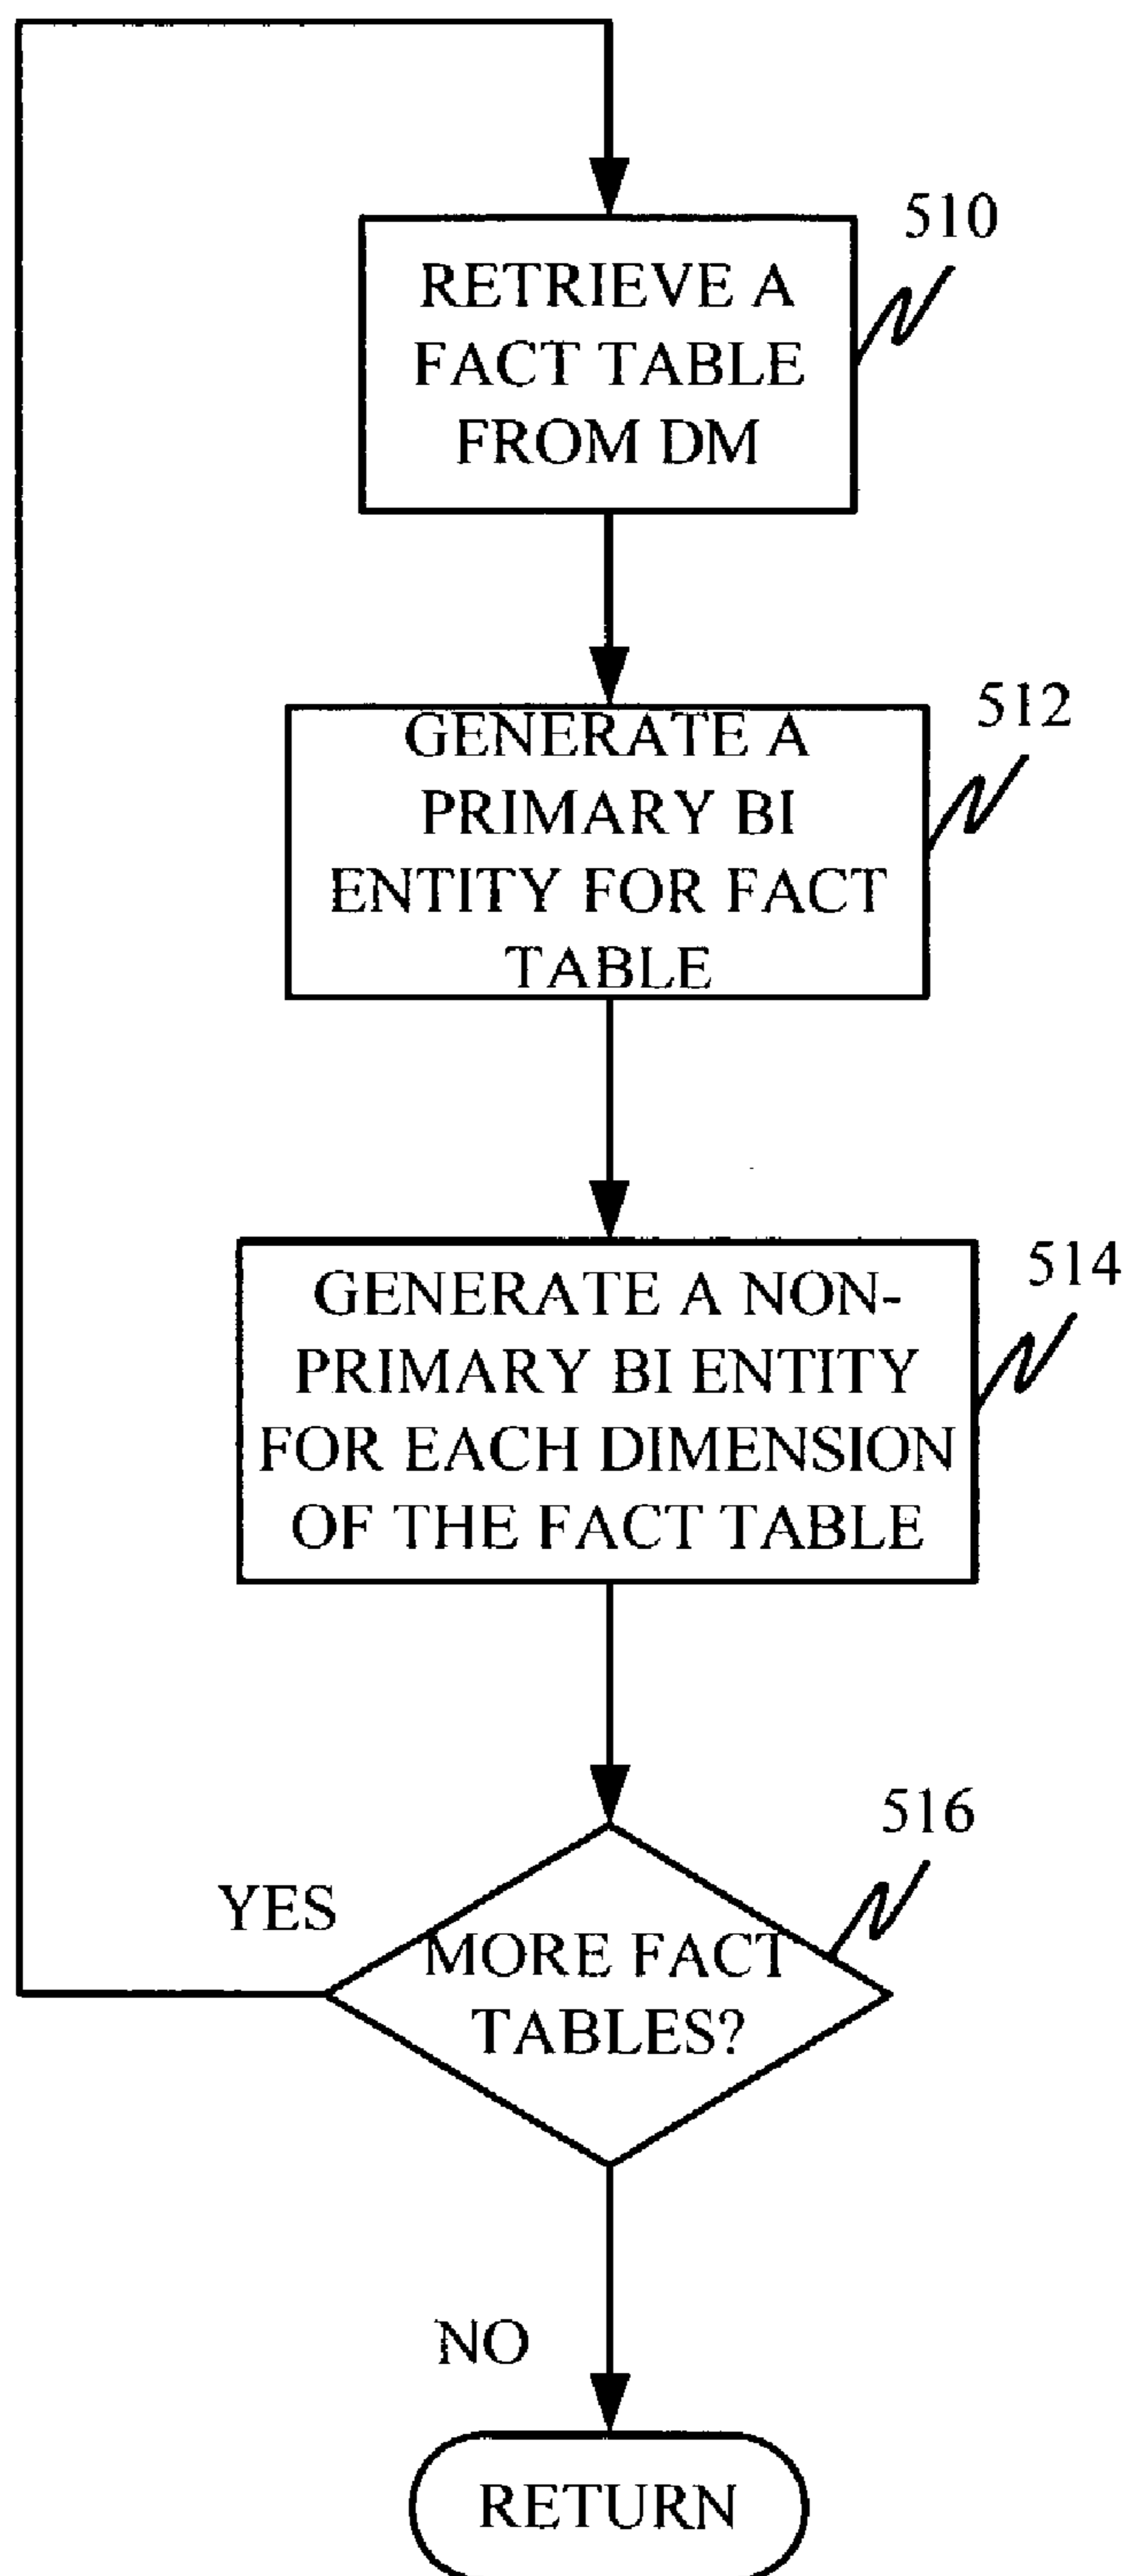 510
RETRIEVE A
FACT TABLE
FROM DM
512
GENERATE A
PRIMARY BI
ENTITY FOR FACT
TABLE
514
GENERATE A NON-
PRIMARY BI ENTITY
FOR EACH DIMENSION
OF THE FACT TABLE
516
YES
MORE FACT
TABLES?
NO
RETURN